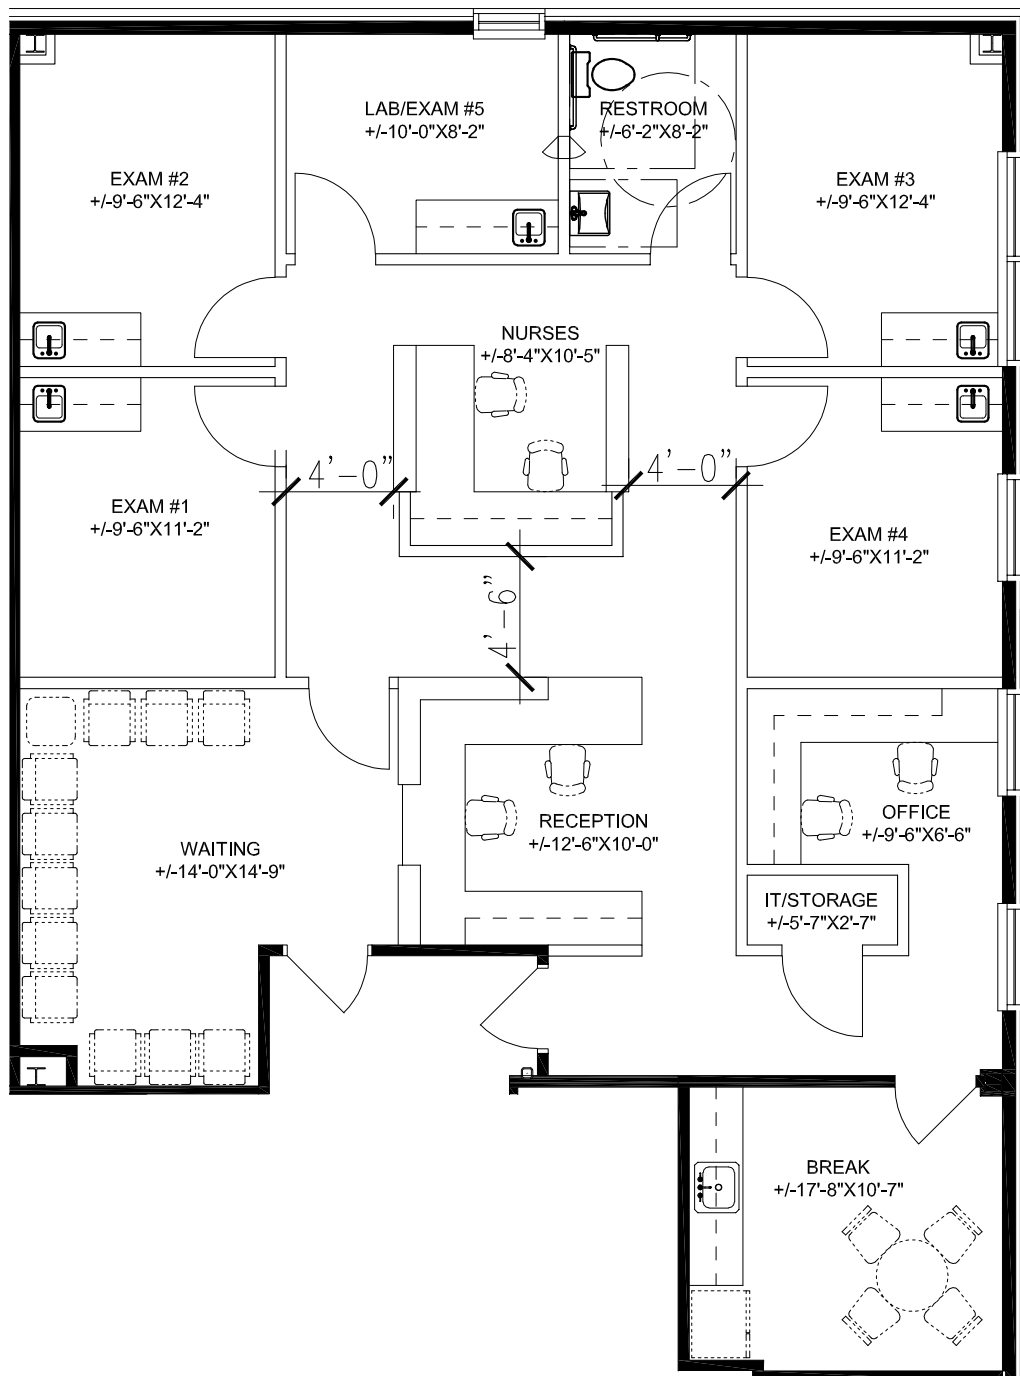 LAB/EXAM #5
+/-10'-0"X8'-2"
RESTROOM
+/-6'-2"X8'-2"
EXAM #2
+/-9'-6"X12'-4"
EXAM #3
+/-9'-6"X12'-4"
NURSES
+/-8'-4"X10'-5"
4'-0"
4'-0"
EXAM #1
+/-9'-6"X11'-2"
EXAM #4
+/-9'-6"X11'-2"
4'-6"
OFFICE
+/-9'-6"X6'-6"
RECEPTION
+/-12'-6"X10'-0"
WAITING
+/-14'-0"X14'-9"
IT/STORAGE
+/-5'-7"X2'-7"
BREAK
+/-17'-8"X10'-7"